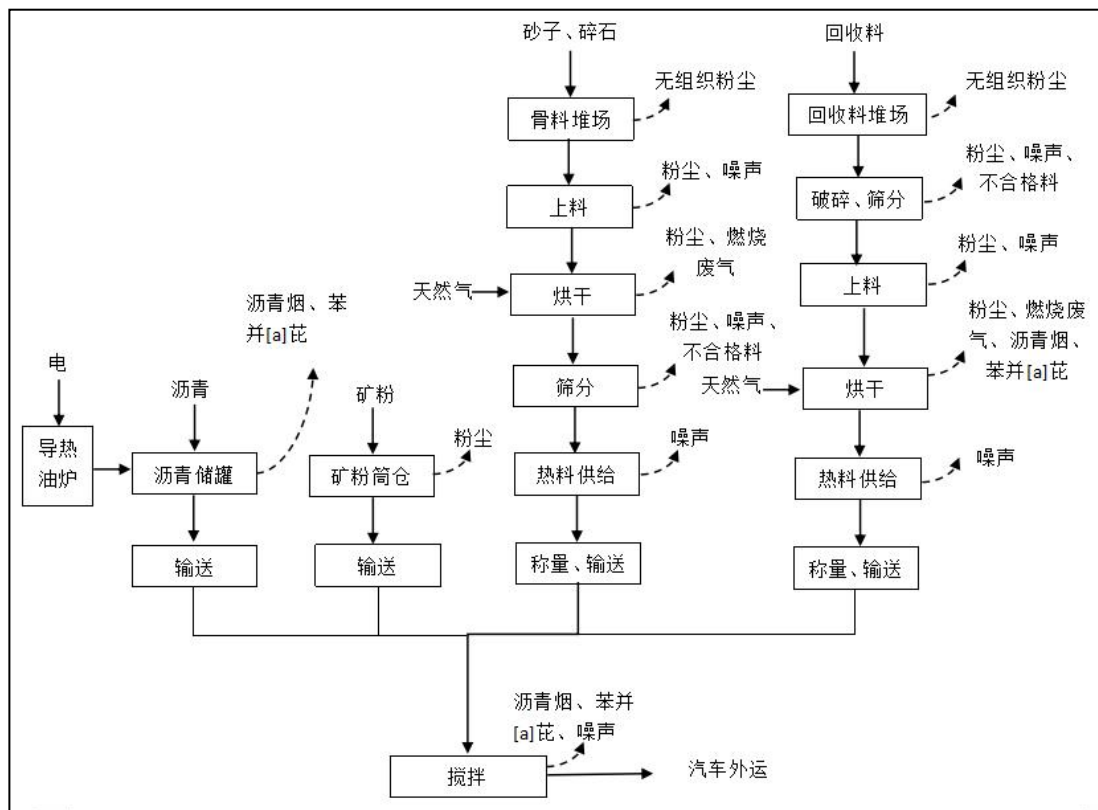 砂子、碎石
回收料
无组织粉尘
无组织粉尘
骨料堆场
回收料堆场
粉尘、噪声
粉尘、噪声、
不合格料
上料
破碎、筛分
粉尘、燃烧
废气
粉尘、噪声
天然气
烘干
上料
沥青烟、苯
并[a]芘
粉尘、噪声、
不合格料
粉尘、燃烧废
气、沥青烟、
苯并[a]芘
电
沥青
矿粉
筛分
天然气
烘干
导热
油炉
沥青储罐
粉尘
矿粉筒仓
噪声
热料供给
噪声
热料供给
输送
输送
称量、输送
称量、输送
沥青烟、苯并
[a]芘、噪声
搅拌
汽车外运